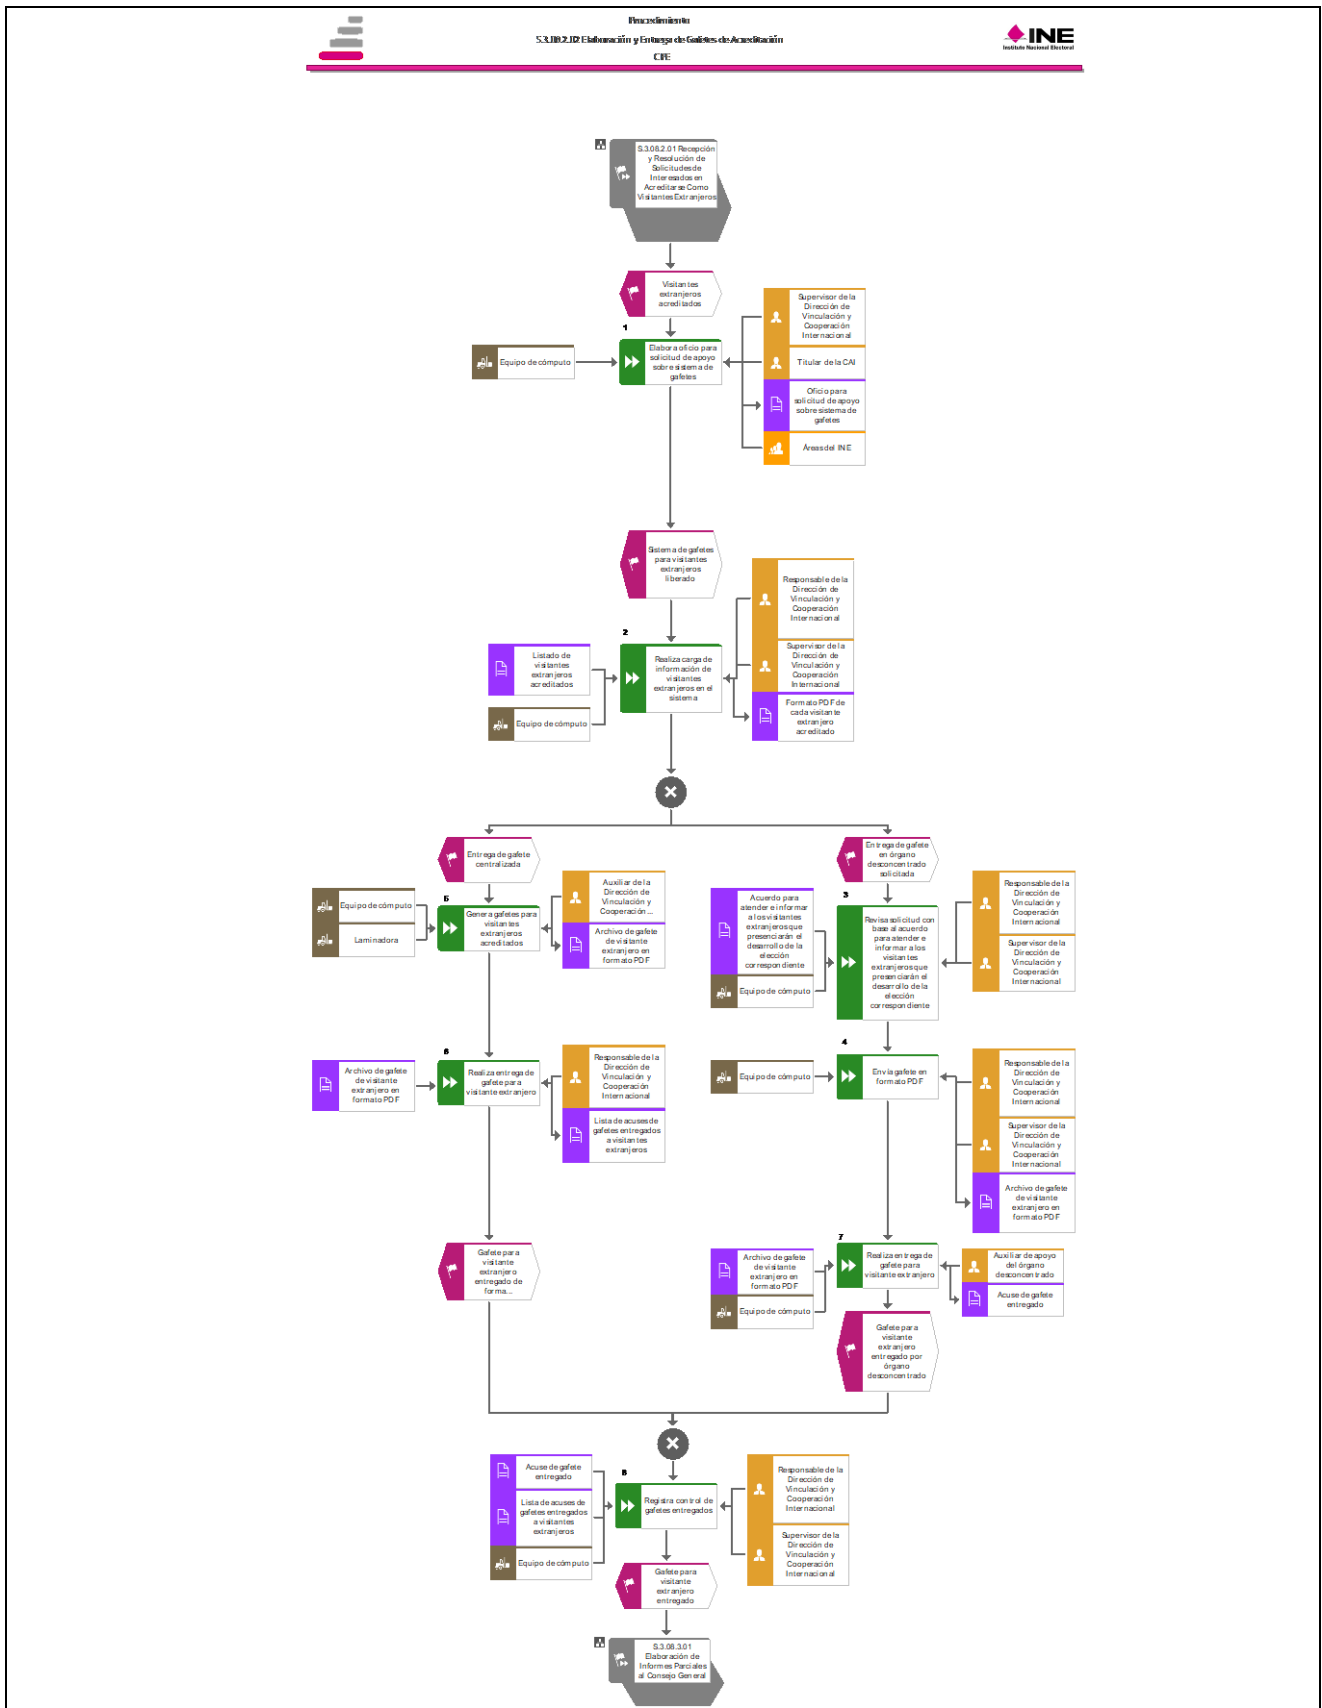 Procedimiento
S.3.08.2.02 Elaboración y Entrega de Gafetes de Acreditación
CIPE
INE
Instituto Nacional Electoral
S.3.08.2.01 Recepción
y Resolución de
Solicitudes de
Interesados en
Acreditarse Como
Visitantes Extranjeros
Visitantes
extranjeros
acreditados
1
Elabora oficio para
solicitud de apoyo
sobre sistema de
gafetes
Equipo de cómputo
Supervisor de la
Dirección de
Vinculación y
Cooperación
Internacional
Titular de la CAI
Oficio para
solicitud de apoyo
sobre sistema de
gafetes
Áreas del INE
Sistema de gafetes
para visitantes
extranjeros
liberado
2
Realiza carga de
información de
visitantes
extranjeros en el
sistema
Listado de
visitantes
extranjeros
acreditados
Equipo de cómputo
Responsable de la
Dirección de
Vinculación y
Cooperación
Internacional
Supervisor de la
Dirección de
Vinculación y
Cooperación
Internacional
Formato PDF de
cada visitante
extranjero
acreditado
Entrega de gafete
centralizada
5
Genera gafetes para
visitantes
extranjeros
acreditados
Equipo de cómputo
Laminadora
Auxiliar de la
Dirección de
Vinculación y
Cooperación ...
Archivo de gafete
de visitante
extranjero en
formato PDF
6
Realiza entrega de
gafete para
visitante extranjero
Archivo de gafete
de visitante
extranjero en
formato PDF
Responsable de la
Dirección de
Vinculación y
Cooperación
Internacional
Lista de acuses de
gafetes entregados
a visitantes
extranjeros
Gafete para
visitante
extranjero
entregado de
forma...
Entrega de gafete
en órgano
desconcentrado
solicitada
3
Revisa solicitud con
base al acuerdo
para atender e
informar a los
visitantes
extranjeros que
presenciarán el
desarrollo de la
elección
correspondiente
Acuerdo para
atender e informar
a los visitantes
extranjeros que
presenciarán el
desarrollo de la
elección
correspondiente
Equipo de cómputo
Responsable de la
Dirección de
Vinculación y
Cooperación
Internacional
Supervisor de la
Dirección de
Vinculación y
Cooperación
Internacional
4
Envía gafete en
formato PDF
Equipo de cómputo
Responsable de la
Dirección de
Vinculación y
Cooperación
Internacional
Supervisor de la
Dirección de
Vinculación y
Cooperación
Internacional
Archivo de gafete
de visitante
extranjero en
formato PDF
7
Realiza entrega de
gafete para
visitante extranjero
Archivo de gafete
de visitante
extranjero en
formato PDF
Equipo de cómputo
Auxiliar de apoyo
del órgano
desconcentrado
Acuse de gafete
entregado
Gafete para
visitante
extranjero
entregado por
órgano
desconcentrado
8
Registra control de
gafetes entregados
Acuse de gafete
entregado
Lista de acuses de
gafetes entregados
a visitantes
extranjeros
Equipo de cómputo
Responsable de la
Dirección de
Vinculación y
Cooperación
Internacional
Supervisor de la
Dirección de
Vinculación y
Cooperación
Internacional
Gafete para
visitante
extranjero
entregado
S.3.08.3.01
Elaboración de
Informes Parciales
al Consejo General